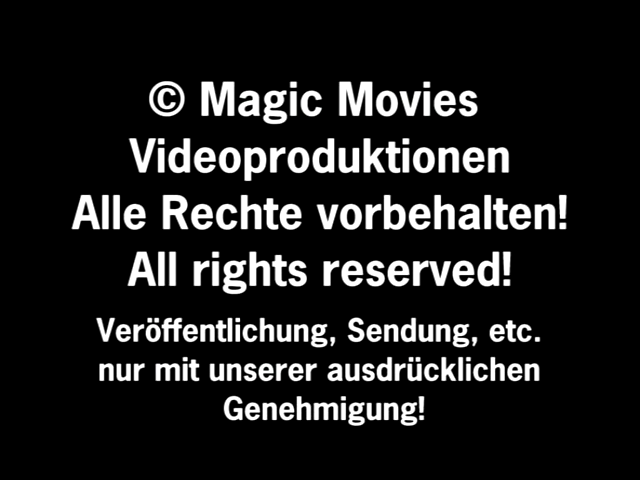 © Magic Movies
Videoproduktionen
Alle Rechte vorbehalten!
All rights reserved!
Veröffentlichung, Sendung, etc.
nur mit unserer ausdrücklichen
Genehmigung!